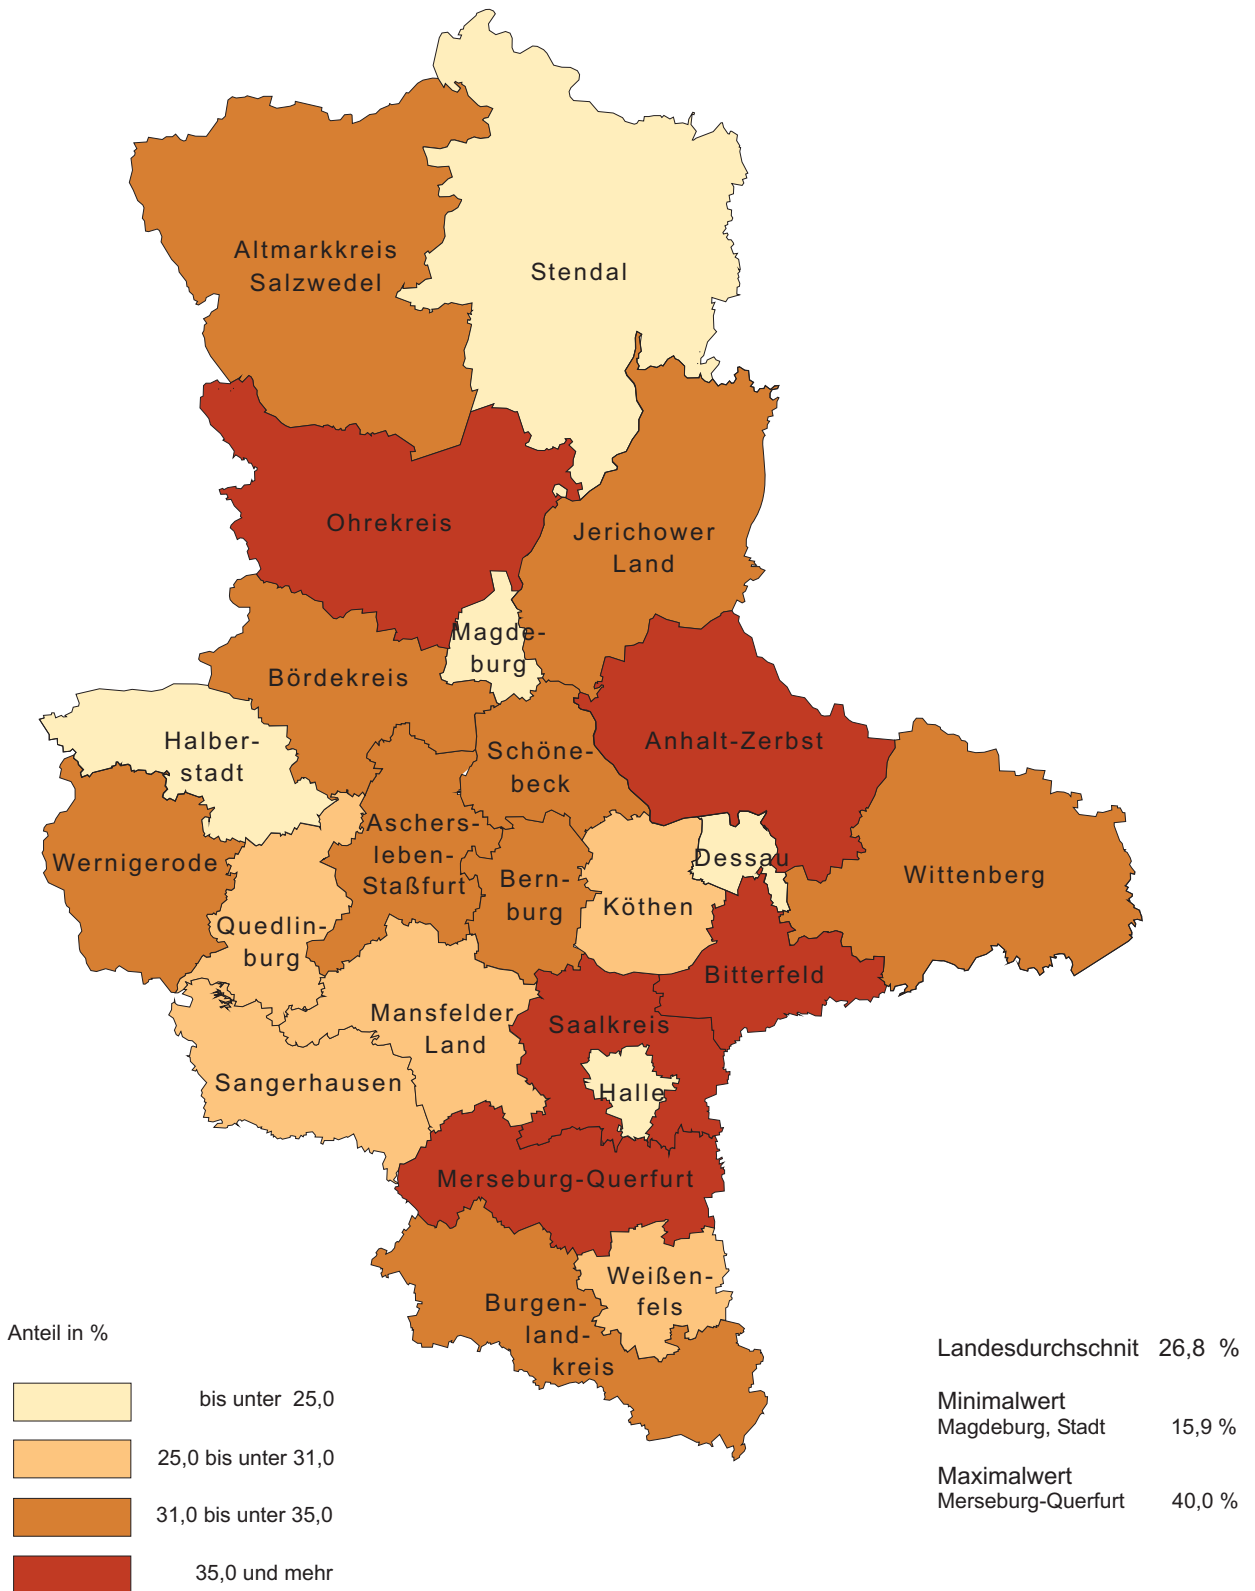 Altmarkkreis
Salzwedel
Stendal
Ohrekreis
Jerichower
Land
Magde-
burg
Bördekreis
Halber-
stadt
Schöne-
beck
Anhalt-Zerbst
Wernigerode
Aschers-
leben-
Staßfurt
Bern-
burg
Dessau
Köthen
Wittenberg
Quedlin-
burg
Bitterfeld
Mansfelder
Land
Saalkreis
Sangerhausen
Halle
Merseburg-Querfurt
Weißen-
fels
Burgen-
land-
kreis
Anteil in %
bis unter 25,0
25,0 bis unter 31,0
31,0 bis unter 35,0
35,0 und mehr
Landesdurchschnit 26,8 %
Minimalwert
Magdeburg, Stadt 15,9 %
Maximalwert
Merseburg-Querfurt 40,0 %